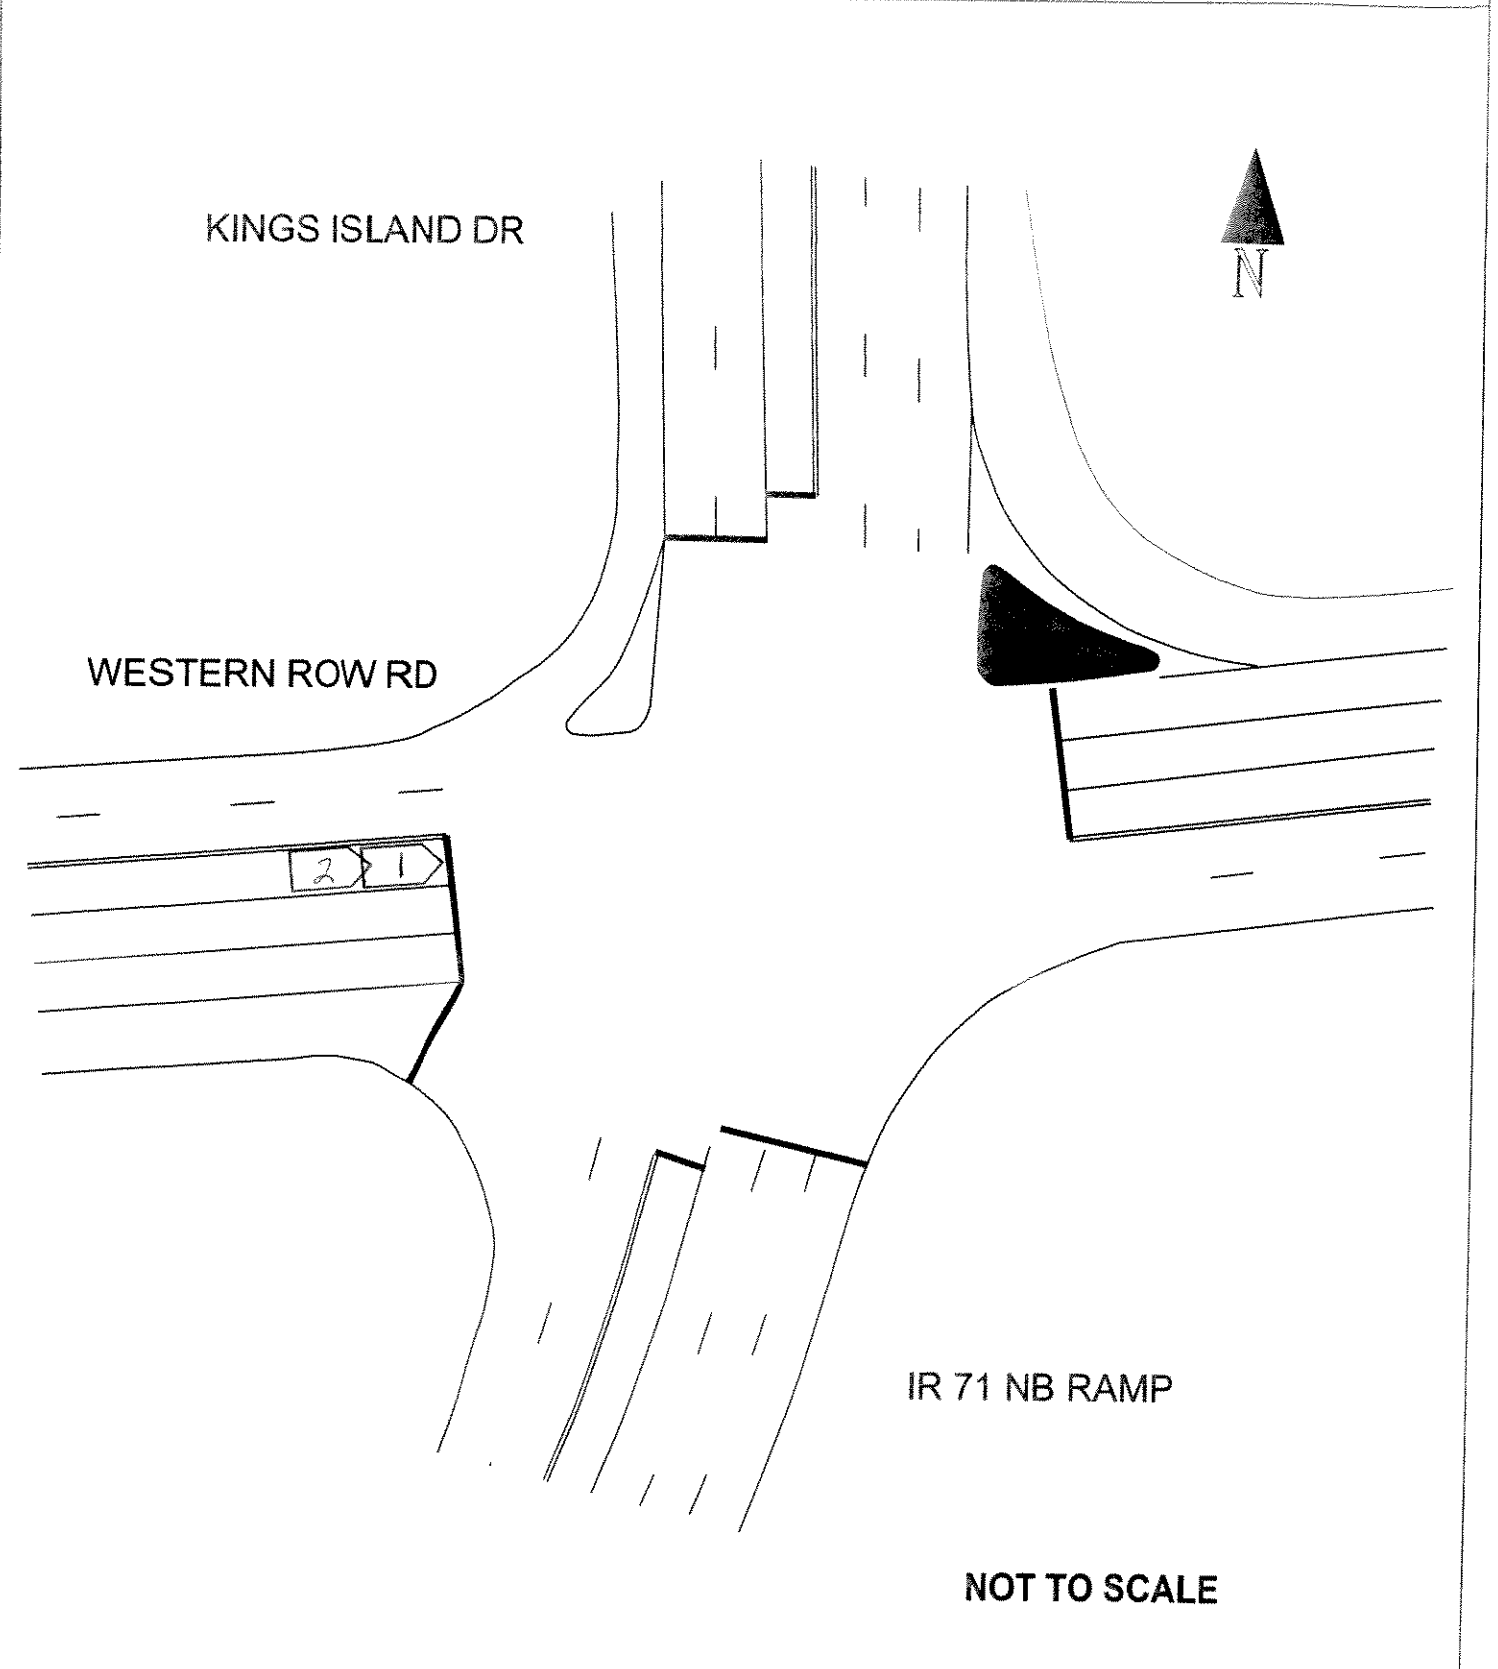 KINGS ISLAND DR
N
WESTERN ROW RD
2 1
IR 71 NB RAMP
NOT TO SCALE